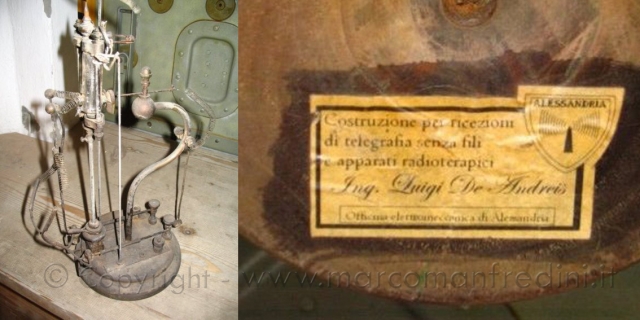 ALESSANDRIA
Costruzione per ricezioni
di telegrafia senza fili
e apparati radioterapici
Ing. Luigi De Andreis
Officina elettromeccanica di Alessandria
© Copyright - www.marcomanfredini.it